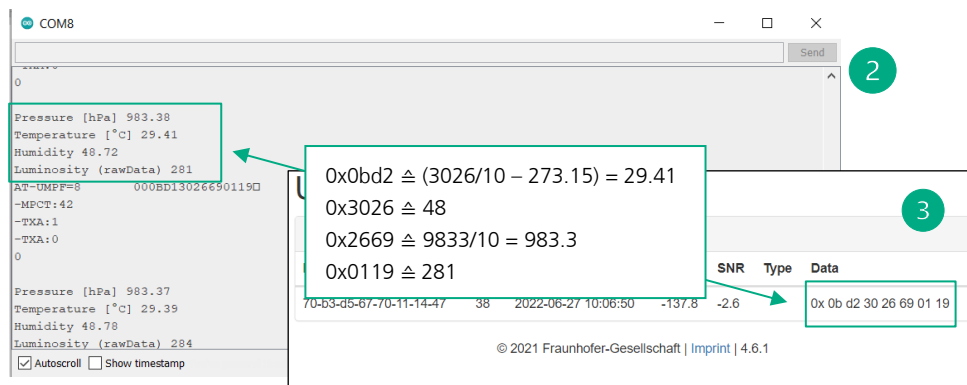 COM8
Send
2
0
Pressure [hPa] 983.38
Temperature [°C] 29.41
Humidity 48.72
Luminosity (rawData) 281
AT-UMPF=8 000BD13026690119□
-MPCT:42
-TXA:1
-TXA:0
0
Pressure [hPa] 983.37
Temperature [°C] 29.39
Humidity 48.78
Luminosity (rawData) 284
Autoscroll Show timestamp
0x0bd2 ≙ (3026/10 – 273.15) = 29.41
0x3026 ≙ 48
0x2669 ≙ 9833/10 = 983.3
0x0119 ≙ 281
3
SNR Type Data
70-b3-d5-67-70-11-14-47 38 2022-06-27 10:06:50 -137.8 -2.6 0x 0b d2 30 26 69 01 19
© 2021 Fraunhofer-Gesellschaft | Imprint | 4.6.1